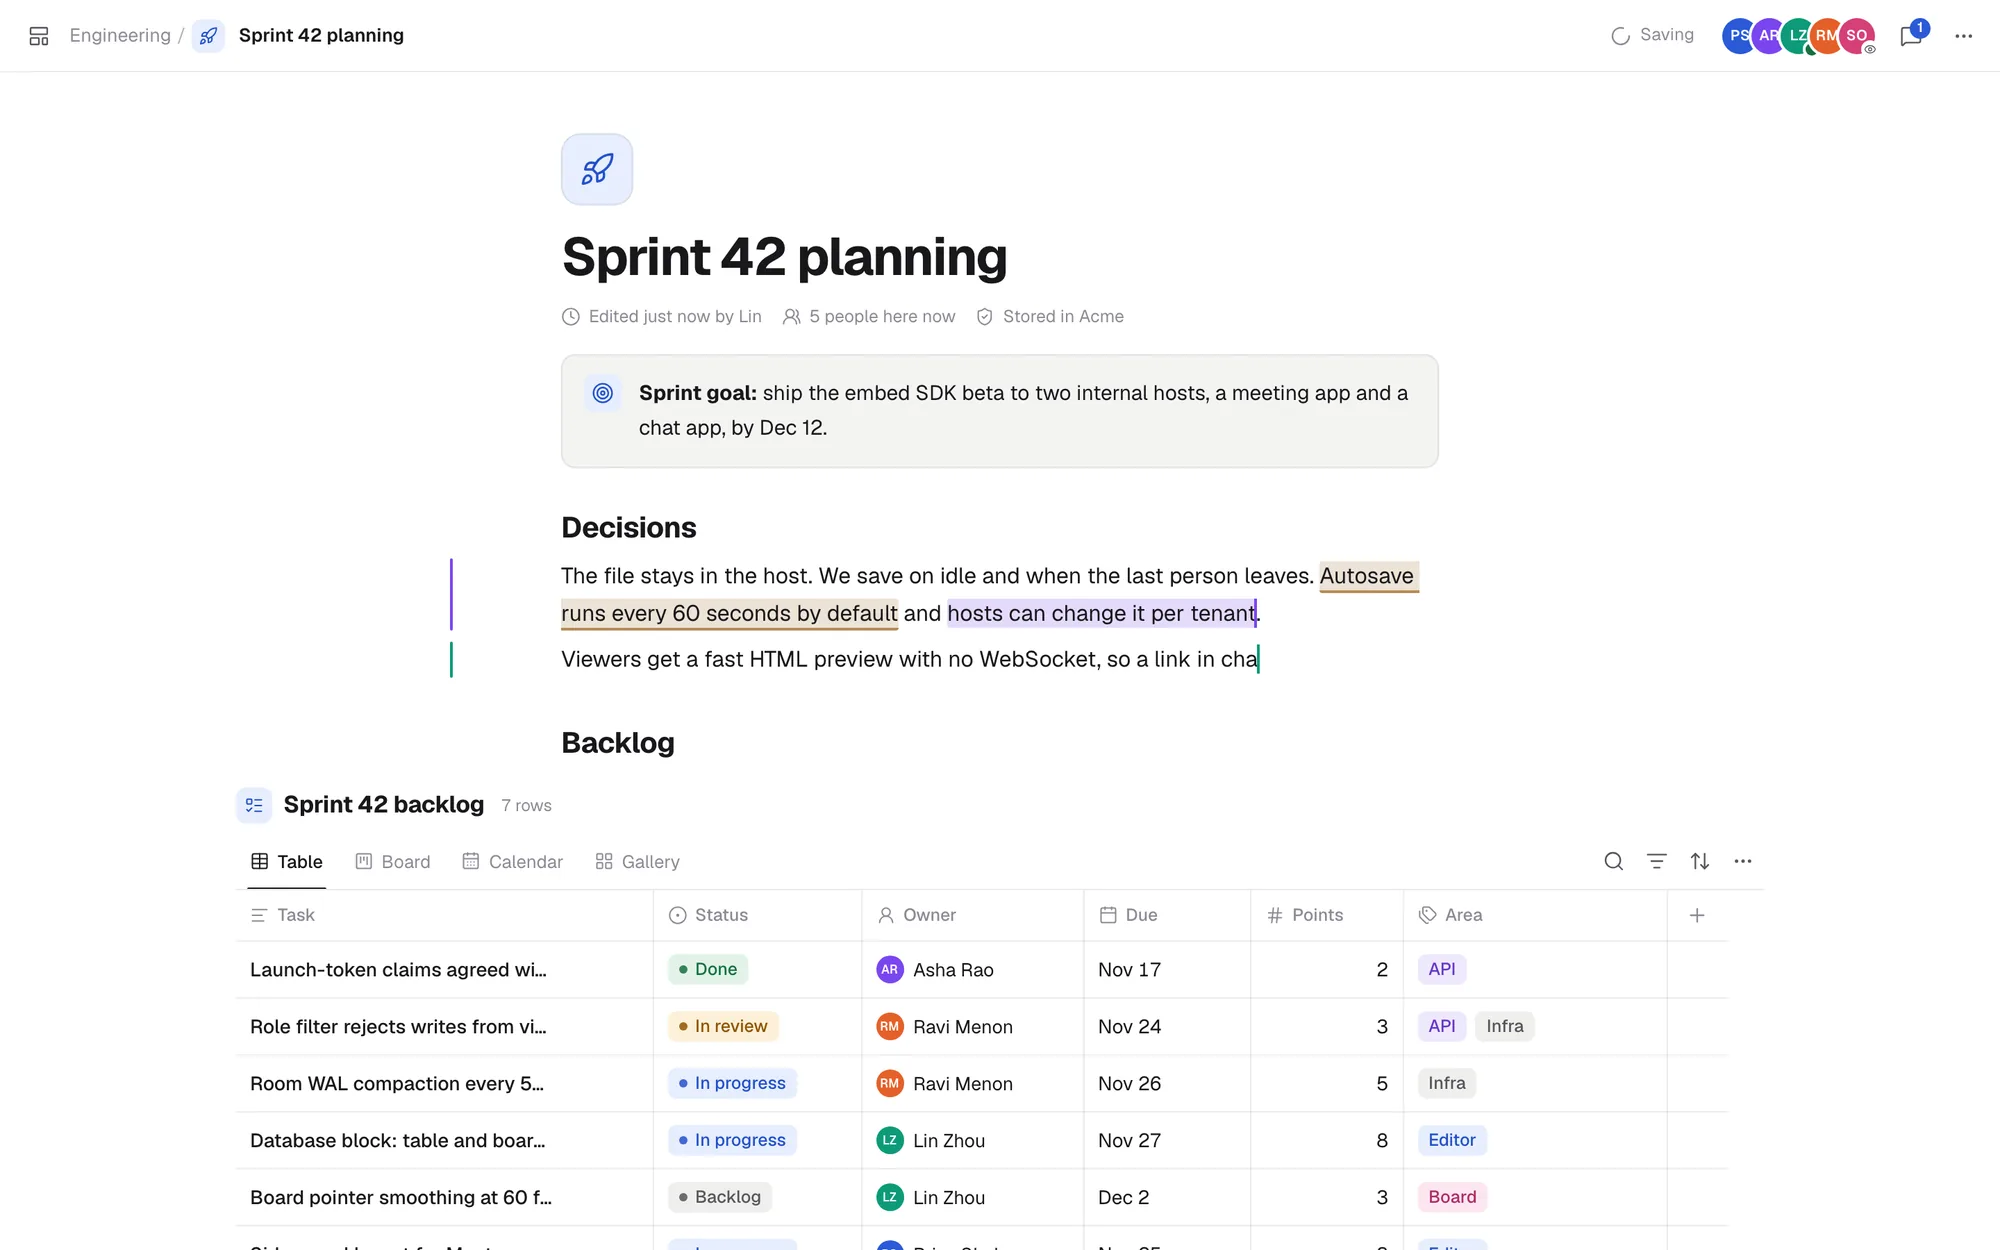 Engineering / Sprint 42 planning
Saving
PS AR LZ RM SO
1
Sprint 42 planning
Edited just now by Lin 5 people here now Stored in Acme
Sprint goal: ship the embed SDK beta to two internal hosts, a meeting app and a
chat app, by Dec 12.
Decisions
The file stays in the host. We save on idle and when the last person leaves. Autosave
runs every 60 seconds by default and hosts can change it per tenant.
Viewers get a fast HTML preview with no WebSocket, so a link in cha
Backlog
Sprint 42 backlog 7 rows
Table Board Calendar Gallery
Task Status Owner Due Points Area
Launch-token claims agreed wi... Done AR Asha Rao Nov 17 2 API
Role filter rejects writes from vi... In review RM Ravi Menon Nov 24 3 API Infra
Room WAL compaction every 5... In progress RM Ravi Menon Nov 26 5 Infra
Database block: table and boar... In progress LZ Lin Zhou Nov 27 8 Editor
Board pointer smoothing at 60 f... Backlog LZ Lin Zhou Dec 2 3 Board